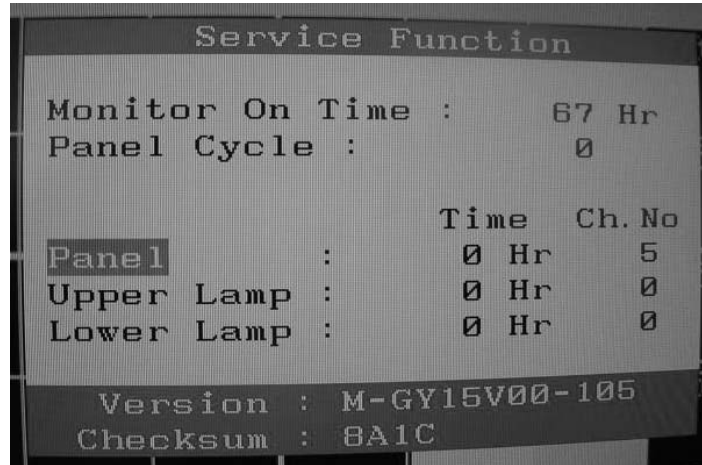 Service Function
Monitor On Time : 67 Hr
Panel Cycle : 0
Time Ch.No
Panel : 0 Hr 5
Upper Lamp : 0 Hr 0
Lower Lamp : 0 Hr 0
Version : M-GY15V00-105
Checksum : 8A1C